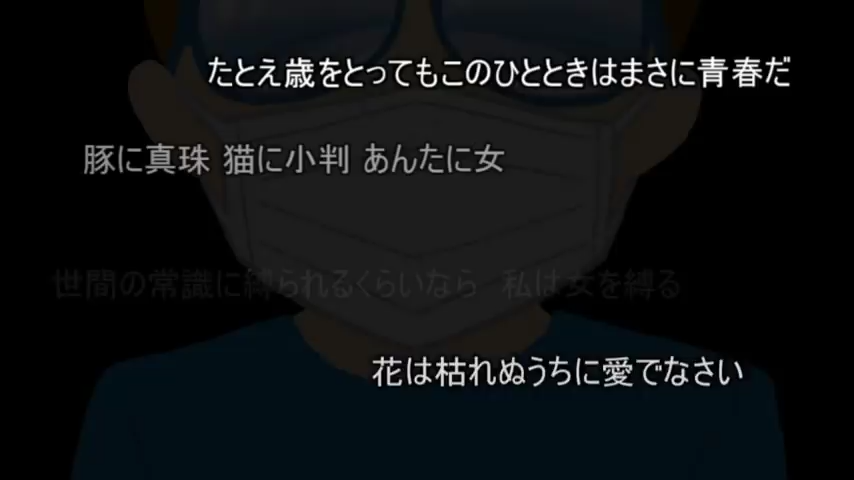 たとえ歳をとってもこのひとときはまさに青春だ
豚に真珠 猫に小判 あんたに女
世間の常識に縛られるくらいなら 私は女を縛る
花は枯れぬうちに愛でなさい